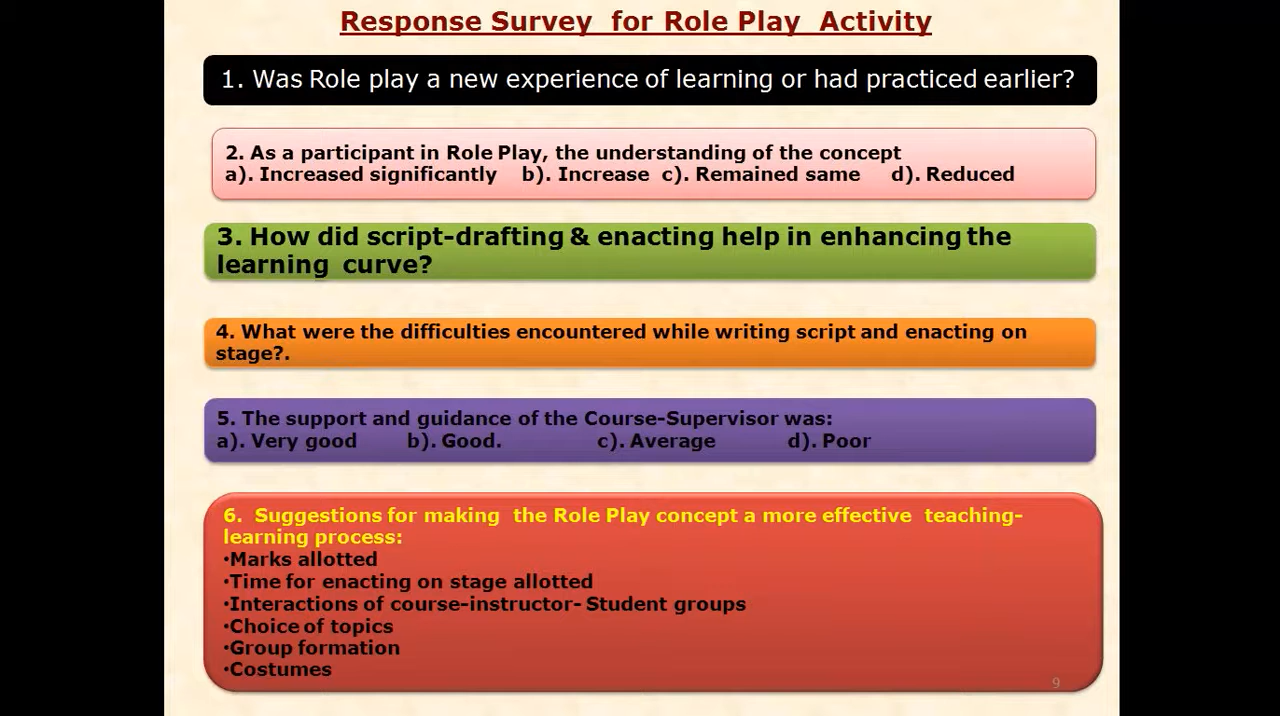 Response Survey for Role Play Activity
1. Was Role play a new experience of learning or had practiced earlier?
2. As a participant in Role Play, the understanding of the concept
a). Increased significantly b). Increase c). Remained same d). Reduced
3. How did script-drafting & enacting help in enhancing the
learning curve?
4. What were the difficulties encountered while writing script and enacting on
stage?.
5. The support and guidance of the Course-Supervisor was:
a). Very good b). Good. c). Average d). Poor
6. Suggestions for making the Role Play concept a more effective teaching-
learning process:
•Marks allotted
•Time for enacting on stage allotted
•Interactions of course-instructor- Student groups
•Choice of topics
•Group formation
•Costumes
9